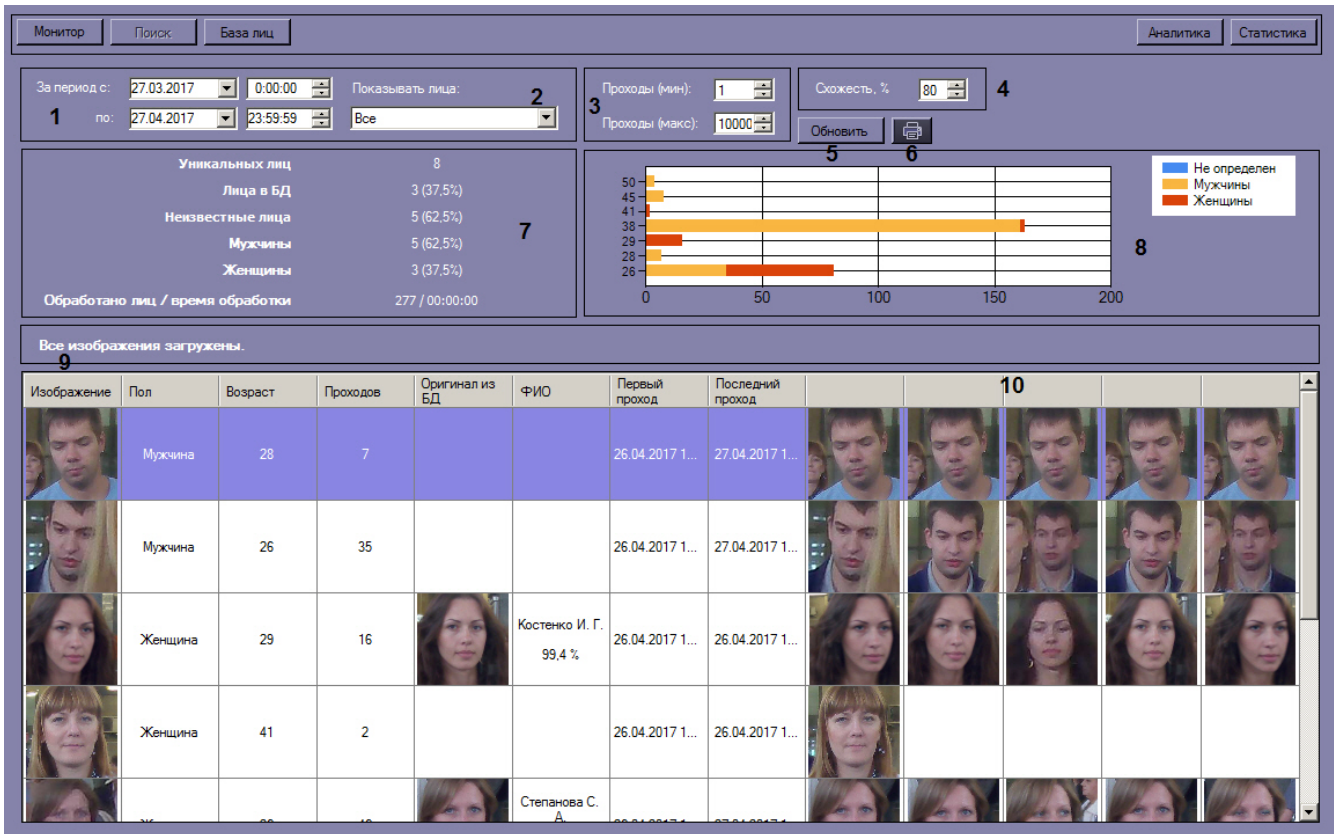 Монитор Поиск База лиц Аналитика Статистика
За период с: 27.03.2017 0:00:00 Показывать лица: 2 Проходы (мин): 1 Схожесть, % 80 4
1 по: 27.04.2017 23:59:59 Все 3 Проходы (макс): 10000 Обновить
5 6
Уникальных лиц 8
Лица в БД 3 (37,5%)
Неизвестные лица 5 (62,5%)
Мужчины 5 (62,5%)
Женщины 3 (37,5%)
Обработано лиц / время обработки 277 / 00:00:00
7
Не определен
Мужчины
Женщины
50
45
41
38
29
28
26
0 50 100 150 200
8
Все изображения загружены.
9
10
Изображение Пол Возраст Проходов Оригинал из БД ФИО Первый проход Последний проход
Мужчина 28 7 26.04.2017 1... 27.04.2017 1...
Мужчина 26 35 26.04.2017 1... 27.04.2017 1...
Женщина 29 16 Костенко И. Г. 99,4 % 26.04.2017 1... 26.04.2017 1...
Женщина 41 2 26.04.2017 1... 26.04.2017 1...
Степанова С. А.